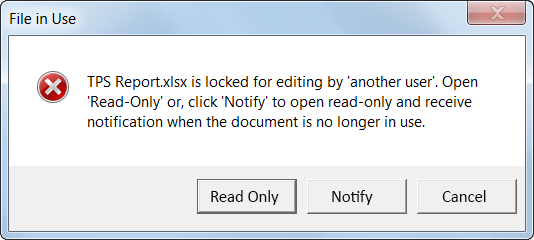 File in Use
TPS Report.xlsx is locked for editing by 'another user'. Open
'Read-Only' or, click 'Notify' to open read-only and receive
notification when the document is no longer in use.
Read Only
Notify
Cancel